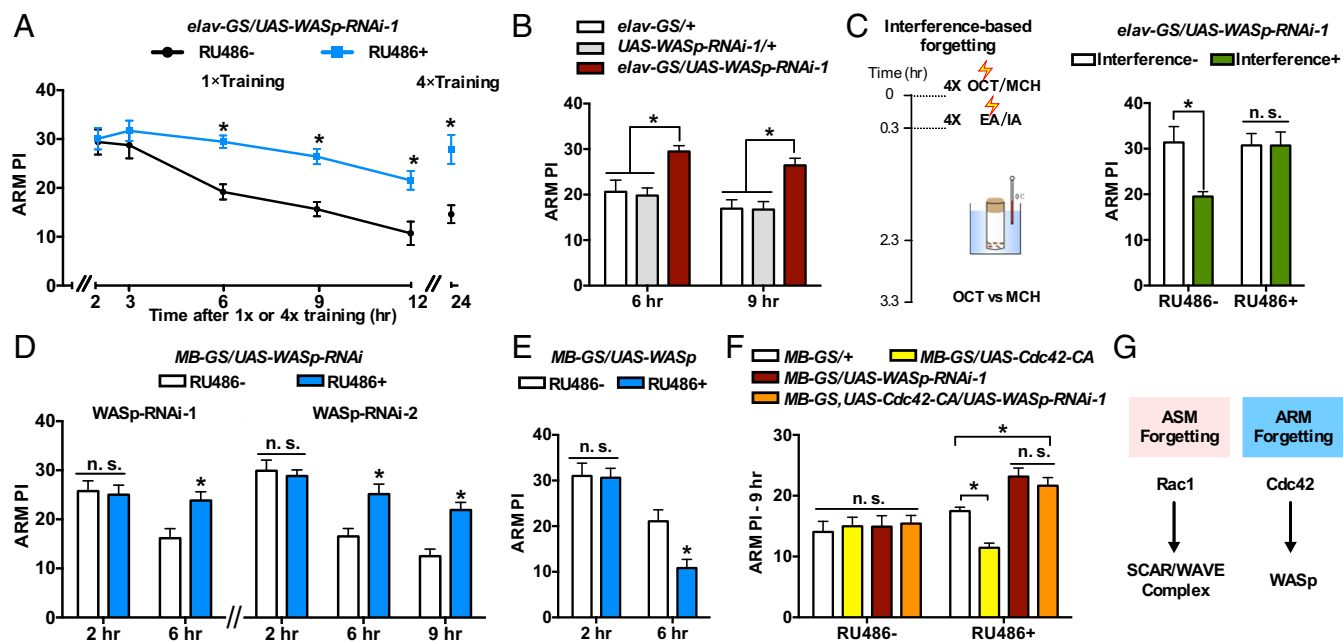 A
elav-GS/UAS-WASp-RNAi-1
RU486- RU486+
1×Training 4×Training
ARM PI
40
30
20
10
0
* * * *
2 3 6 9 12 24
Time after 1x or 4x training (hr)
B
elav-GS/+
UAS-WASp-RNAi-1/+
elav-GS/UAS-WASp-RNAi-1
ARM PI
40
30
20
10
0
* *
6 hr 9 hr
C
Interference-based
forgetting
Time (hr)
4X OCT/MCH
0
4X EA/IA
0.3
2.3
OCT vs MCH
3.3
elav-GS/UAS-WASp-RNAi-1
Interference- Interference+
ARM PI
40
30
20
10
0
* n. s.
RU486- RU486+
D
MB-GS/UAS-WASp-RNAi
RU486- RU486+
WASp-RNAi-1 WASp-RNAi-2
ARM PI
40
30
20
10
0
n. s. * n. s. * *
2 hr 6 hr 2 hr 6 hr 9 hr
E
MB-GS/UAS-WASp
RU486- RU486+
ARM PI
40
30
20
10
0
n. s. *
2 hr 6 hr
F
MB-GS/+ MB-GS/UAS-Cdc42-CA
MB-GS/UAS-WASp-RNAi-1
MB-GS,UAS-Cdc42-CA/UAS-WASp-RNAi-1
ARM PI - 9 hr
30
20
10
0
n. s. * * n. s.
RU486- RU486+
G
ASM
Forgetting
ARM
Forgetting
Rac1 Cdc42
SCAR/WAVE
Complex
WASp